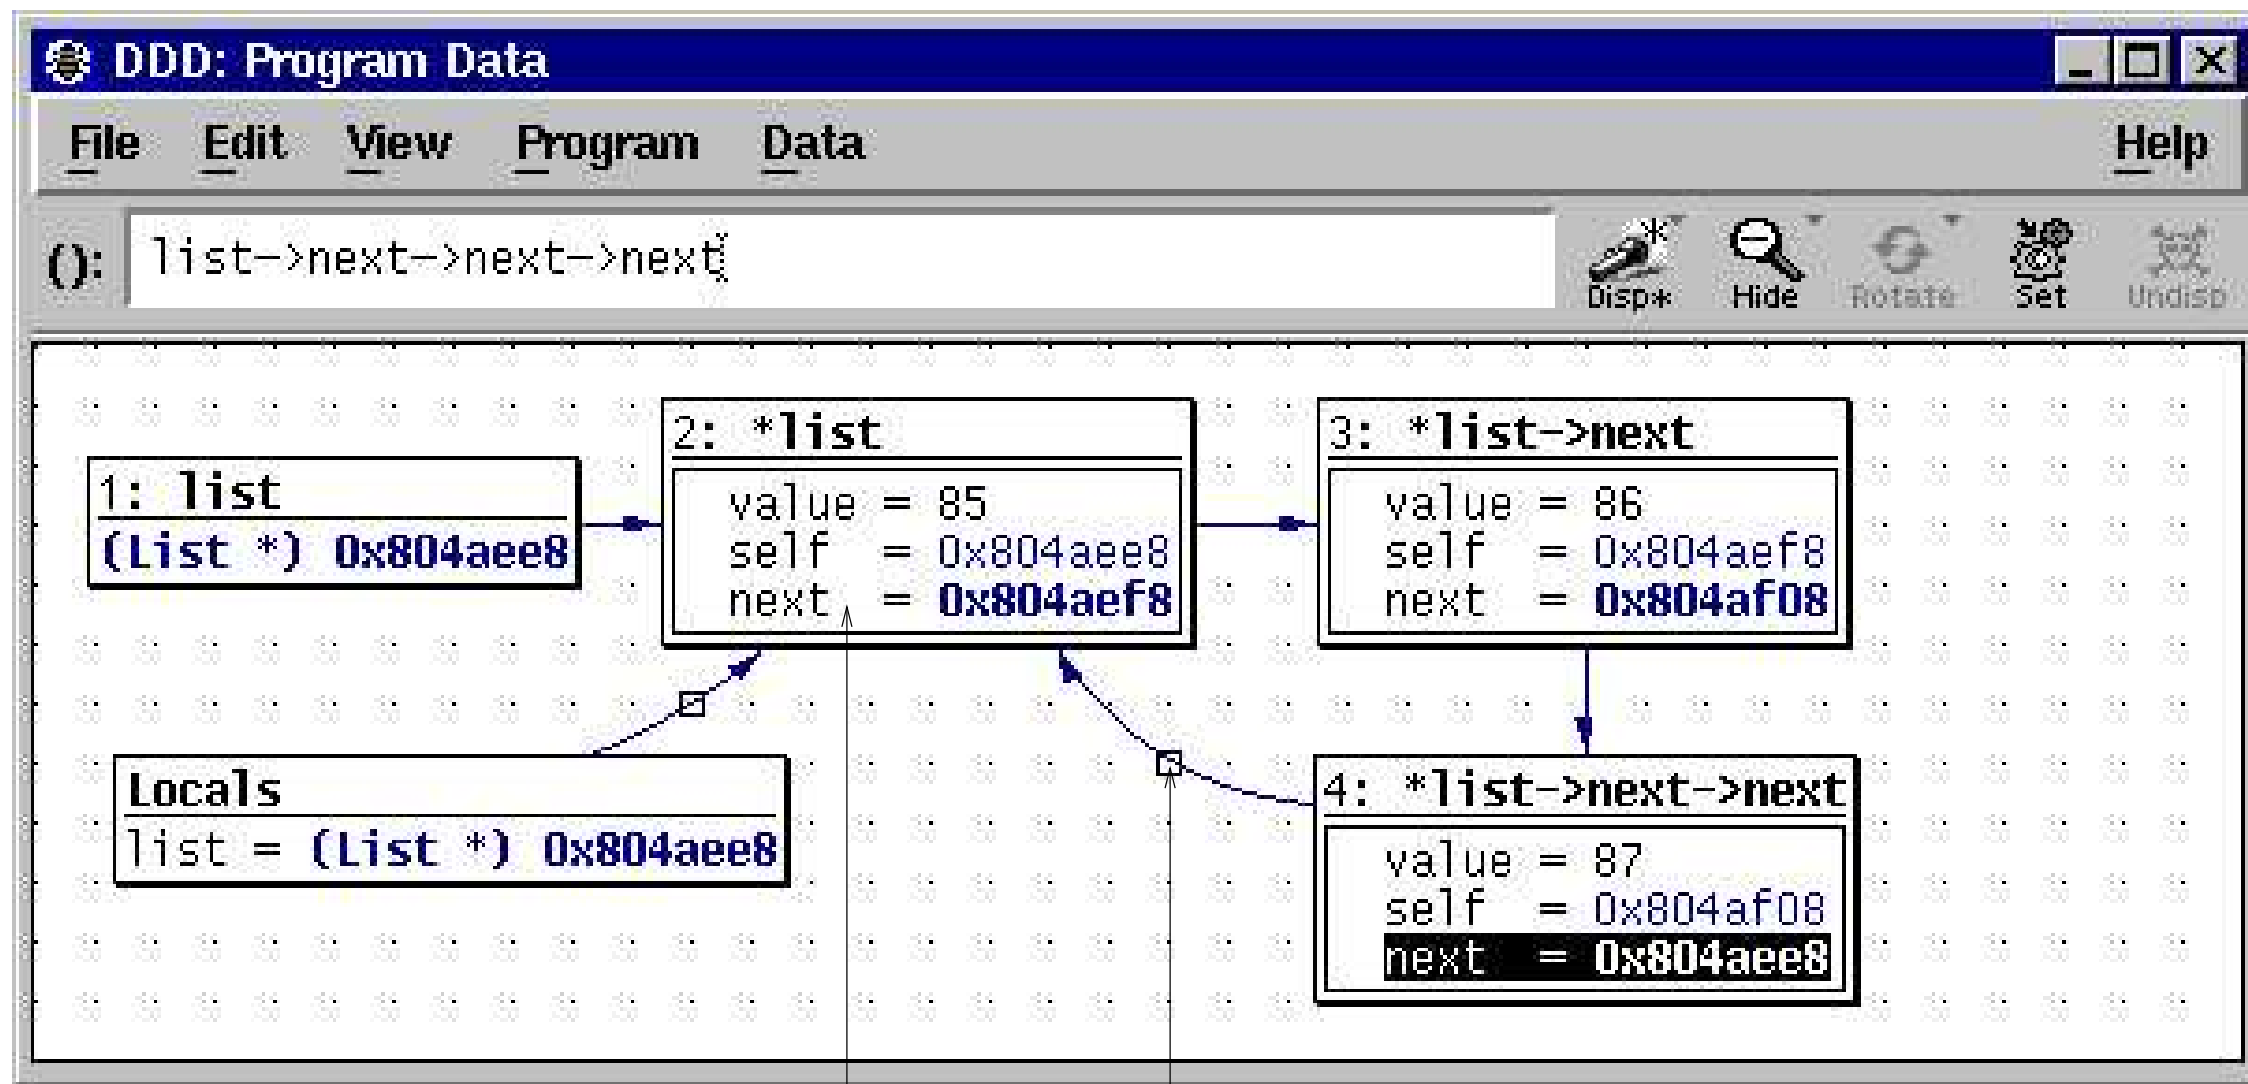 DDD: Program Data
File Edit View Program Data Help
(): list->next->next->next
Disp* Hide Rotate Set Undisp
1: list
(List *) 0x804aee8
2: *list
value = 85
self = 0x804aee8
next = 0x804aef8
3: *list->next
value = 86
self = 0x804aef8
next = 0x804af08
Locals
list = (List *) 0x804aee8
4: *list->next->next
value = 87
self = 0x804af08
next = 0x804aee8